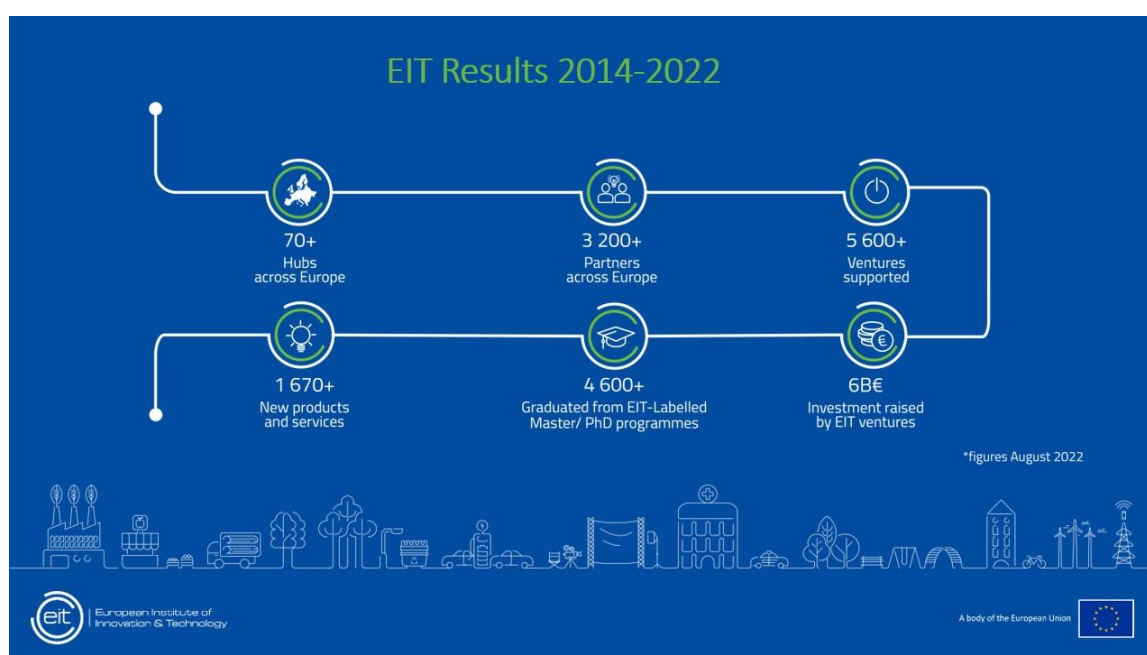 EIT Results 2014-2022
70+
Hubs
across Europe
3 200+
Partners
across Europe
5 600+
Ventures
supported
1 670+
New products
and services
4 600+
Graduated from EIT-Labelled
Master/ PhD programmes
€
6B€
Investment raised
by EIT ventures
*figures August 2022
eit
European Institute of
Innovation & Technology
A body of the European Union